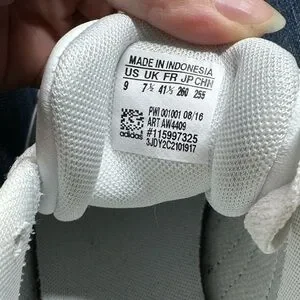 MADE IN INDONESIA
US UK FR JP CHN
9 7½ 41⅓ 260 255
PWI 001001 08/16
ART AW4409
#115997325
adidas 3JDY2C2101917